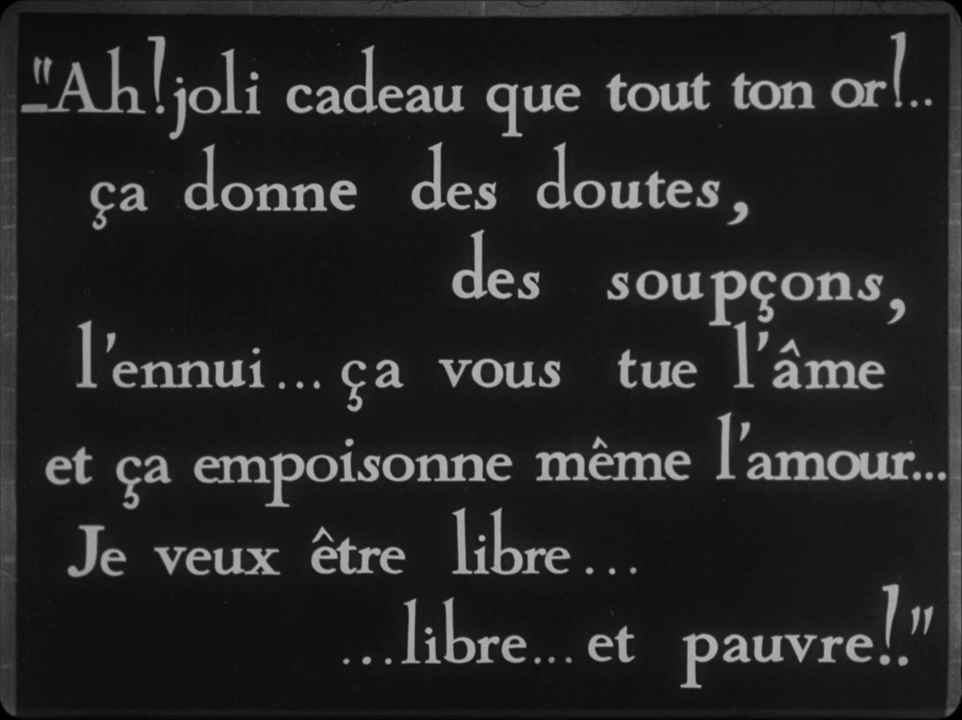 "Ah! joli cadeau que tout ton or!..
ça donne des doutes,
des soupçons,
l'ennui... ça vous tue l'âme
et ça empoisonne même l'amour...
Je veux être libre...
...libre... et pauvre!.."